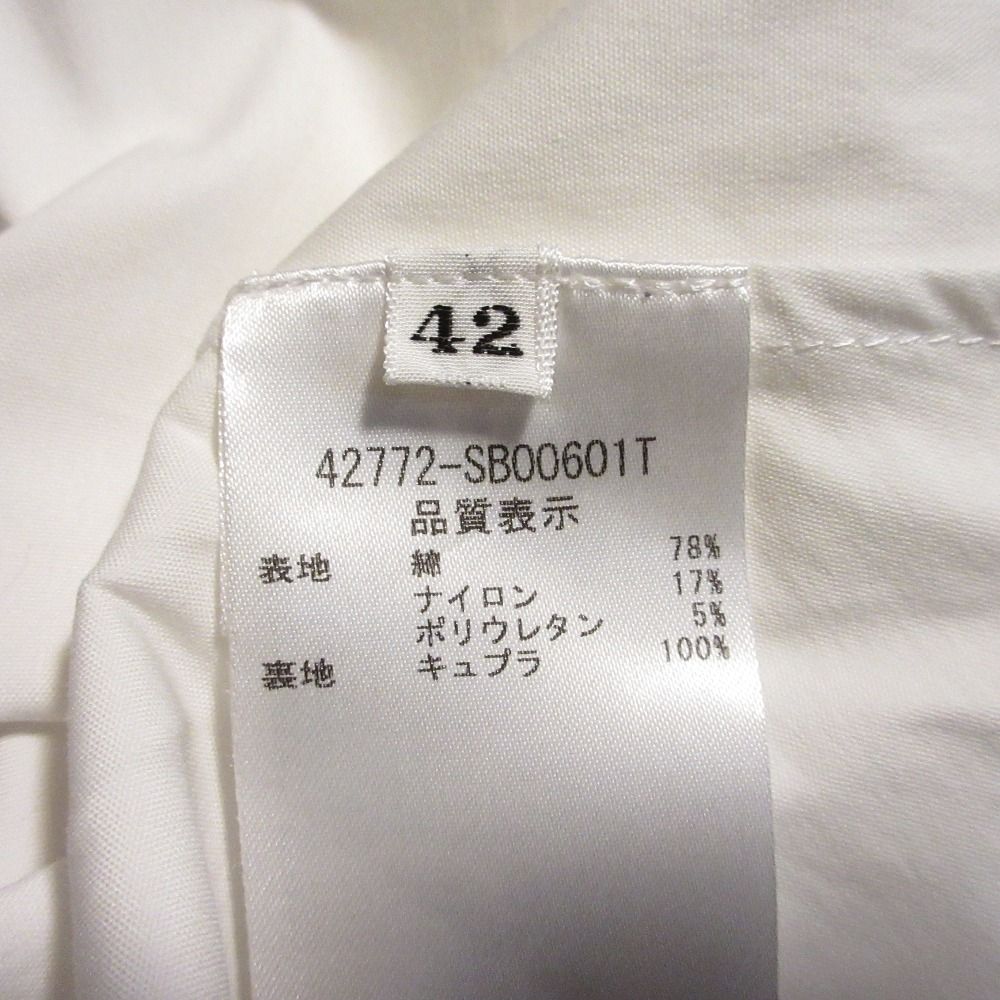 42
42772-SB00601T
品質表示
表地 綿 78%
ナイロン 17%
ポリウレタン 5%
裏地 キュプラ 100%